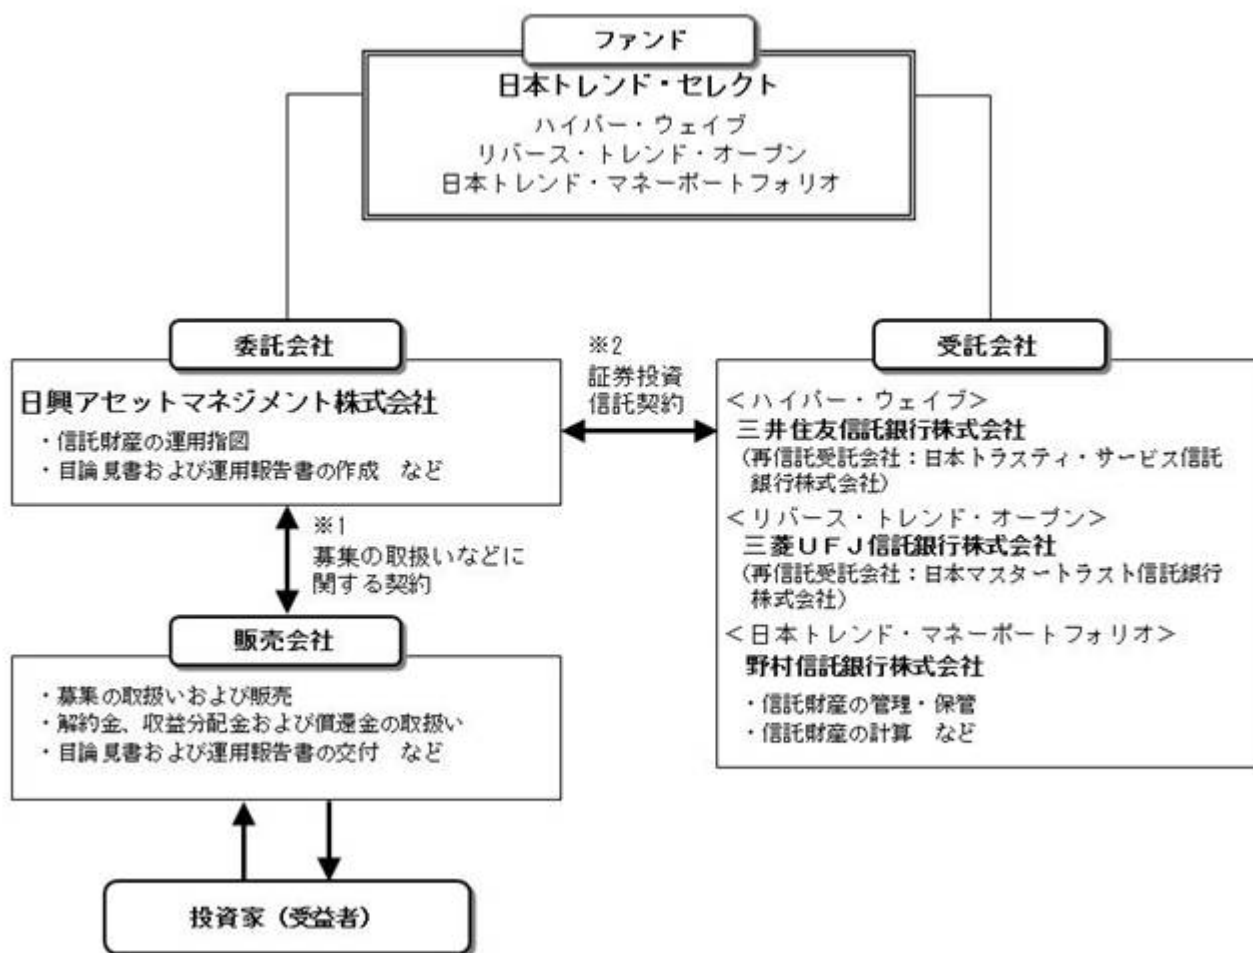 ファンド
日本トレンド・セレクト
ハイパー・ウェイブ
リバース・トレンド・オープン
日本トレンド・マネーポートフォリオ
委託会社
日興アセットマネジメント株式会社
・信託財産の運用指図
・目論見書および運用報告書の作成　など
※2
証券投資
信託契約
受託会社
＜ハイパー・ウェイブ＞
三井住友信託銀行株式会社
（再信託受託会社：日本トラスティ・サービス信託
銀行株式会社）
＜リバース・トレンド・オープン＞
三菱ＵＦＪ信託銀行株式会社
（再信託受託会社：日本マスタートラスト信託銀行
株式会社）
＜日本トレンド・マネーポートフォリオ＞
野村信託銀行株式会社
・信託財産の管理・保管
・信託財産の計算　など
※1
募集の取扱いなどに
関する契約
販売会社
・募集の取扱いおよび販売
・解約金、収益分配金および償還金の取扱い
・目論見書および運用報告書の交付　など
投資家（受益者）